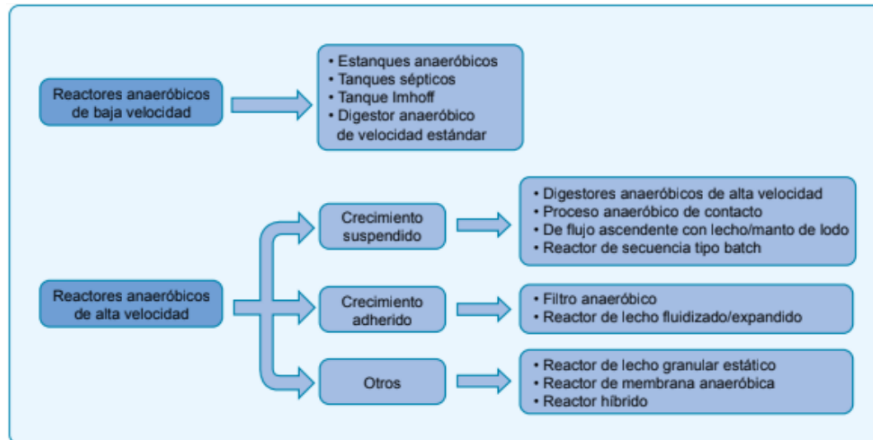 Reactores anaeróbicos
de baja velocidad
• Estanques anaeróbicos
• Tanques sépticos
• Tanque Imhoff
• Digestor anaeróbico
de velocidad estándar
Reactores anaeróbicos
de alta velocidad
Crecimiento
suspendido
• Digestores anaeróbicos de alta velocidad
• Proceso anaeróbico de contacto
• De flujo ascendente con lecho/manto de lodo
• Reactor de secuencia tipo batch
Crecimiento
adherido
• Filtro anaeróbico
• Reactor de lecho fluidizado/expandido
Otros
• Reactor de lecho granular estático
• Reactor de membrana anaeróbica
• Reactor híbrido